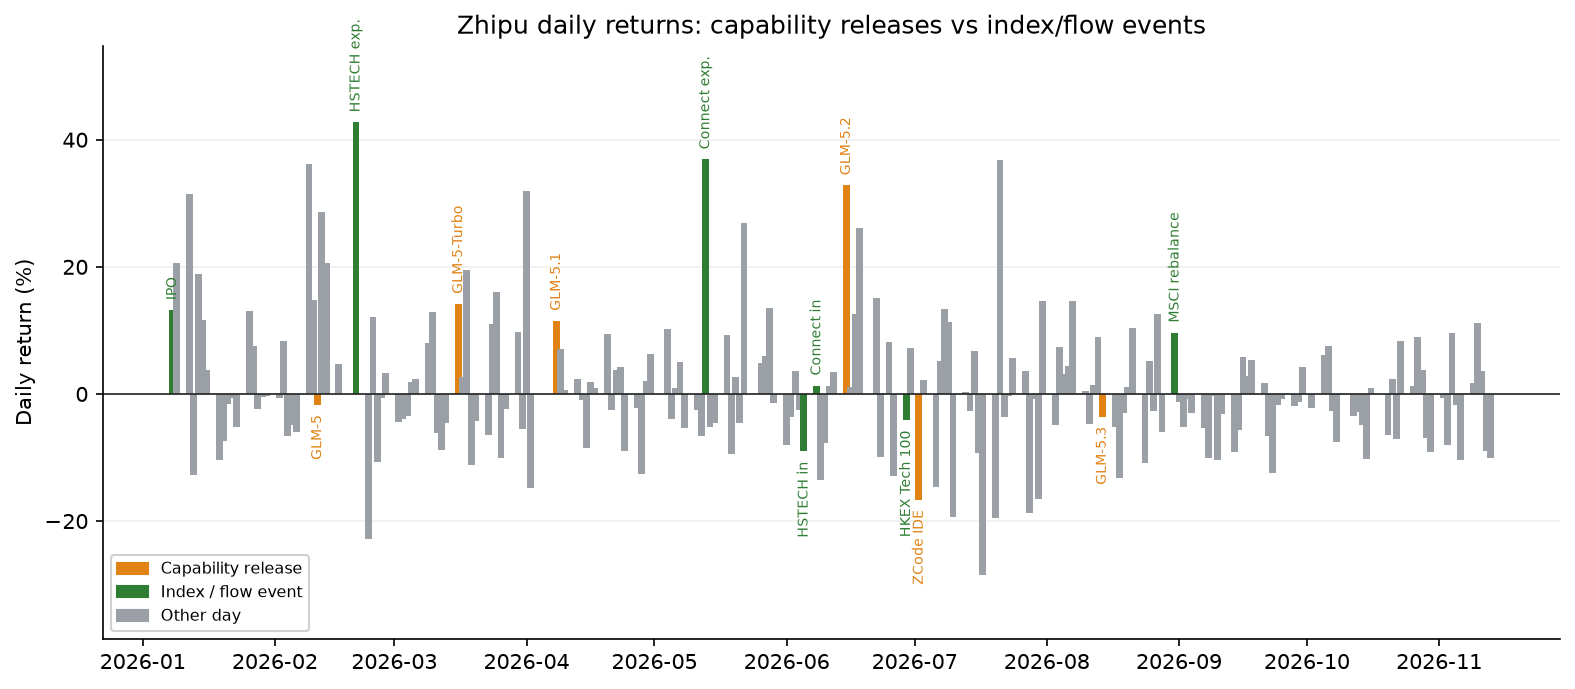 Zhipu daily returns: capability releases vs index/flow events
Daily return (%)
40
20
0
−20
IPO
GLM-5
HSTECH exp.
GLM-5-Turbo
GLM-5.1
Connect exp.
HSTECH in
Connect in
GLM-5.2
HKEX Tech 100
ZCode IDE
GLM-5.3
MSCI rebalance
Capability release
Index / flow event
Other day
2026-01
2026-02
2026-03
2026-04
2026-05
2026-06
2026-07
2026-08
2026-09
2026-10
2026-11